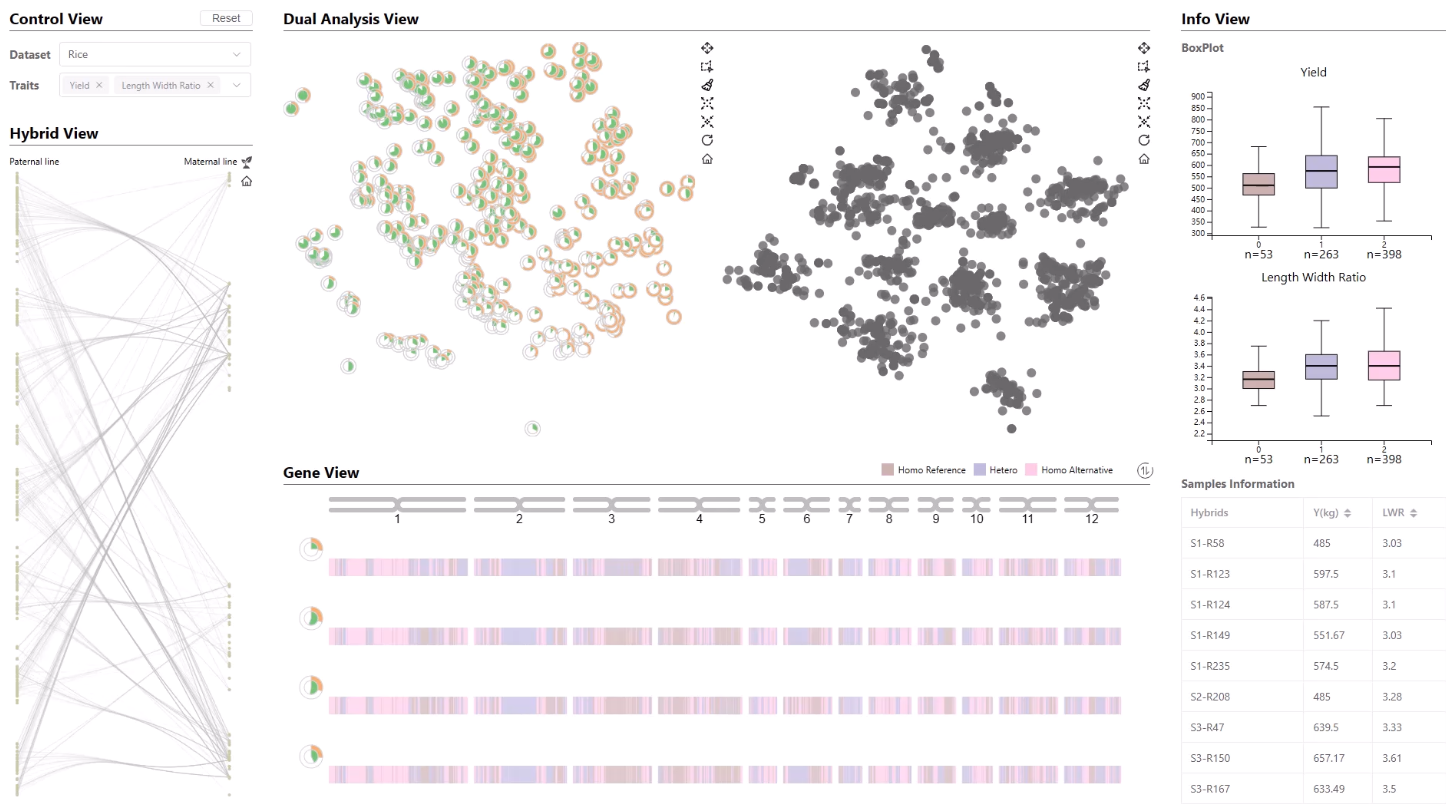 Control View
Reset
Dataset Rice
Traits Yield × Length Width Ratio ×
Hybrid View
Paternal line Maternal line
Dual Analysis View
Gene View
Homo Reference Hetero Homo Alternative
1 2 3 4 5 6 7 8 9 10 11 12
Info View
BoxPlot
Yield
900
850
800
750
700
650
600
550
500
450
400
350
300
0 1 2
n=53 n=263 n=398
Length Width Ratio
4.6
4.4
4.2
4.0
3.8
3.6
3.4
3.2
3.0
2.8
2.6
2.4
2.2
0 1 2
n=53 n=263 n=398
Samples Information
Hybrids Y(kg) LWR
S1-R58 485 3.03
S1-R123 597.5 3.1
S1-R124 587.5 3.1
S1-R149 551.67 3.03
S1-R235 574.5 3.2
S2-R208 485 3.28
S3-R47 639.5 3.33
S3-R150 657.17 3.61
S3-R167 633.49 3.5